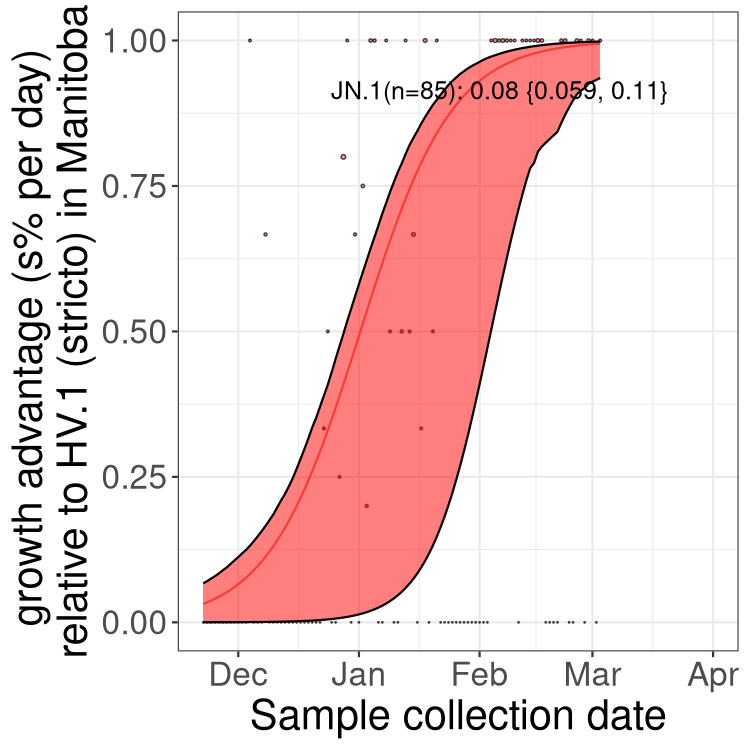 growth advantage (s% per day)
relative to HV.1 (stricto) in Manitoba
1.00
0.75
0.50
0.25
0.00
JN.1(n=85): 0.08 {0.059, 0.11}
Dec Jan Feb Mar Apr
Sample collection date